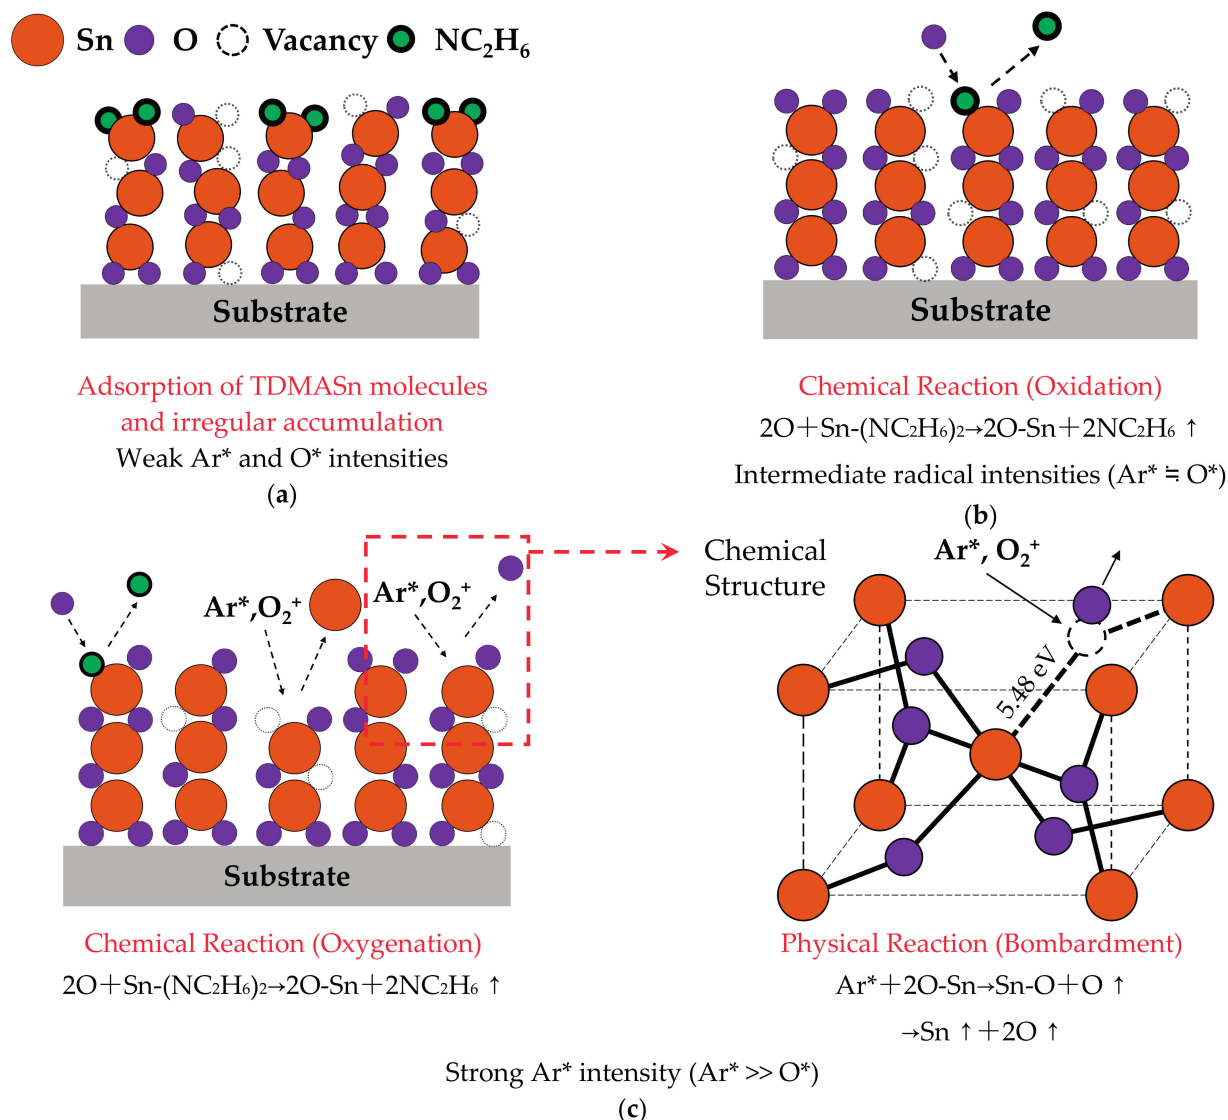 Sn O Vacancy NC₂H₆
Substrate
Adsorption of TDMASn molecules
and irregular accumulation
Weak Ar* and O* intensities
(a)
Substrate
Chemical Reaction (Oxidation)
2O+Sn-(NC₂H₆)₂→2O-Sn+2NC₂H₆ ↑
Intermediate radical intensities (Ar* ≒ O*)
(b)
Ar*,O₂⁺
Ar*,O₂⁺
Substrate
Chemical Reaction (Oxygenation)
2O+Sn-(NC₂H₆)₂→2O-Sn+2NC₂H₆ ↑
Chemical
Structure
Ar*, O₂⁺
5.48 eV
Physical Reaction (Bombardment)
Ar*+2O-Sn→Sn-O+O ↑
→Sn ↑+2O ↑
Strong Ar* intensity (Ar* >> O*)
(c)